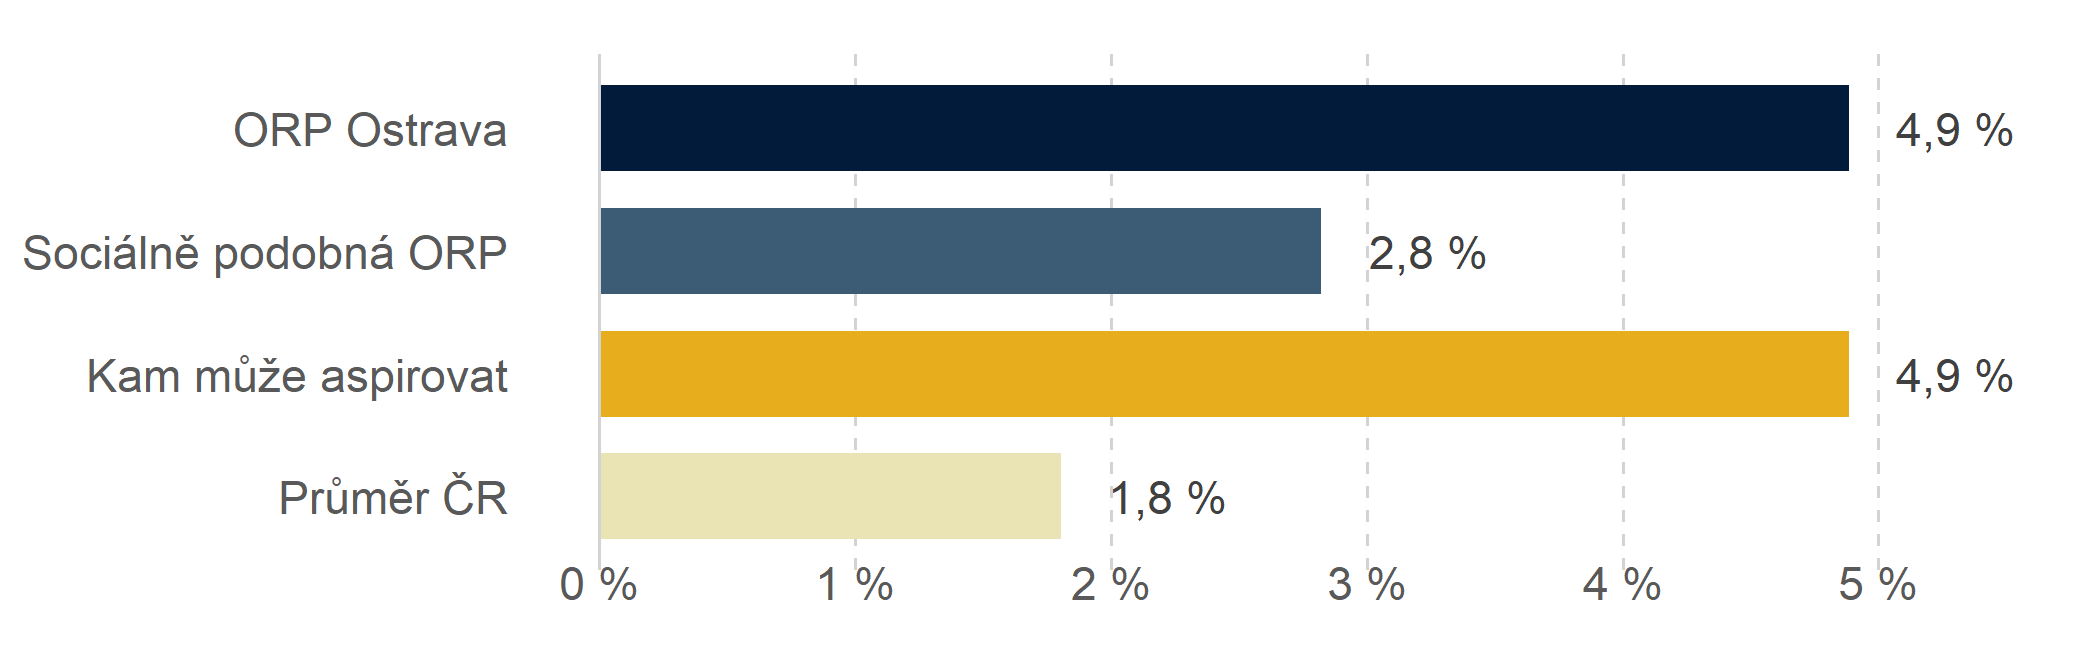 ORP Ostrava
4,9 %
Sociálně podobná ORP
2,8 %
Kam může aspirovat
4,9 %
Průměr ČR
1,8 %
0 % 1 % 2 % 3 % 4 % 5 %